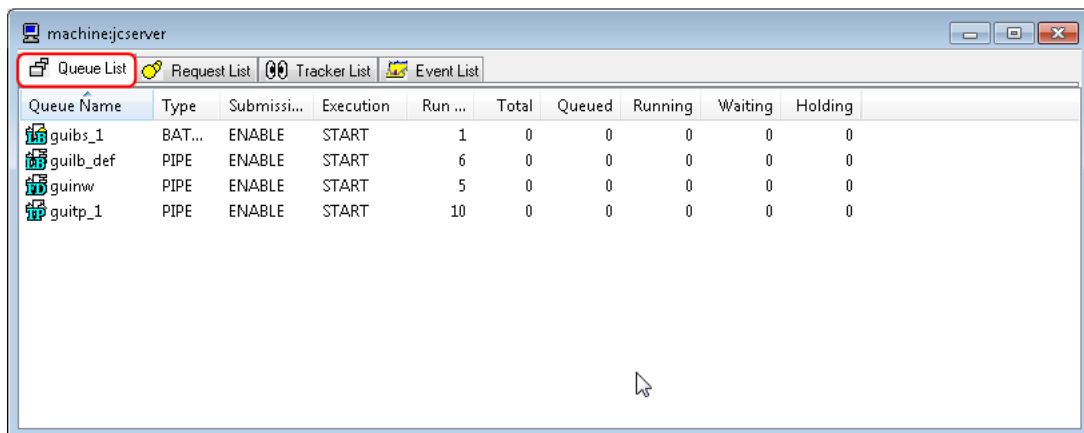 machine:jcserver
Queue List Request List Tracker List Event List
Queue Name Type Submissi... Execution Run ... Total Queued Running Waiting Holding
guibs_1 BAT... ENABLE START 1 0 0 0 0 0
guilb_def PIPE ENABLE START 6 0 0 0 0 0
guinw PIPE ENABLE START 5 0 0 0 0 0
guitp_1 PIPE ENABLE START 10 0 0 0 0 0